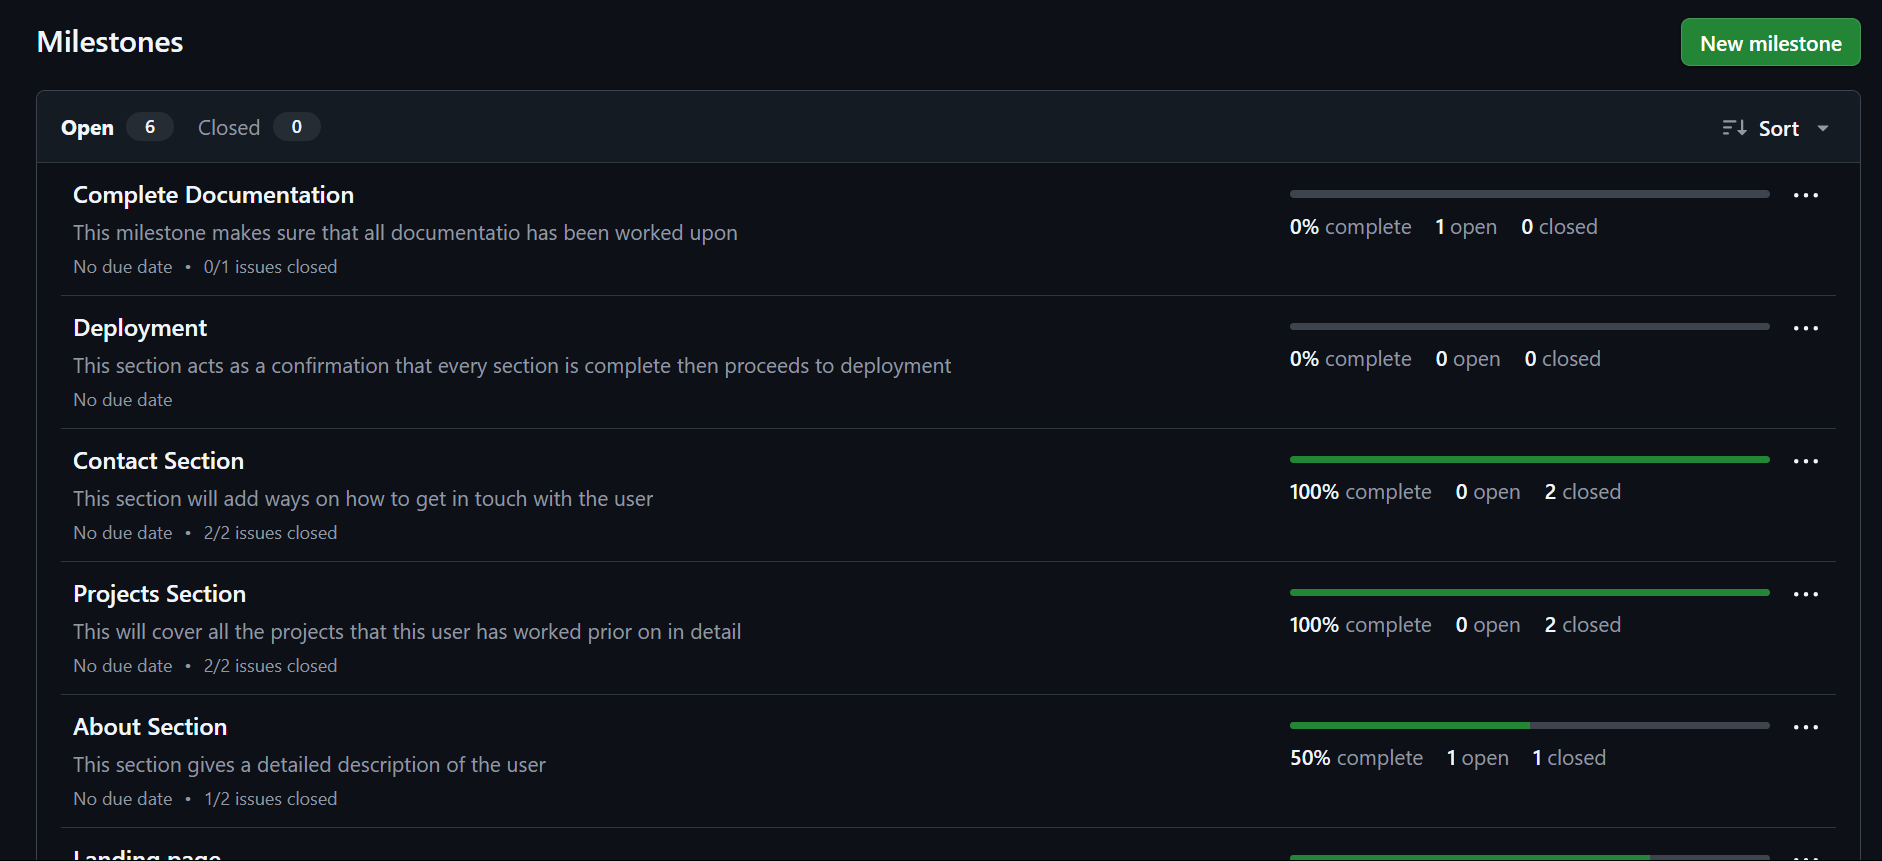 Milestones
New milestone
Open 6 Closed 0
Sort
Complete Documentation
This milestone makes sure that all documentatio has been worked upon
No due date • 0/1 issues closed
0% complete 1 open 0 closed
Deployment
This section acts as a confirmation that every section is complete then proceeds to deployment
No due date
0% complete 0 open 0 closed
Contact Section
This section will add ways on how to get in touch with the user
No due date • 2/2 issues closed
100% complete 0 open 2 closed
Projects Section
This will cover all the projects that this user has worked prior on in detail
No due date • 2/2 issues closed
100% complete 0 open 2 closed
About Section
This section gives a detailed description of the user
No due date • 1/2 issues closed
50% complete 1 open 1 closed
Landing page